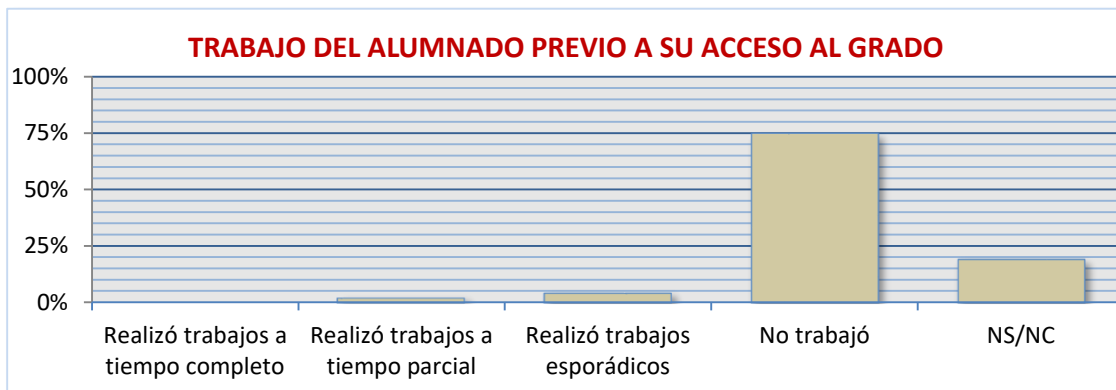 TRABAJO DEL ALUMNADO PREVIO A SU ACCESO AL GRADO
100%
75%
50%
25%
0%
Realizó trabajos a
tiempo completo
Realizó trabajos a
tiempo parcial
Realizó trabajos
esporádicos
No trabajó
NS/NC